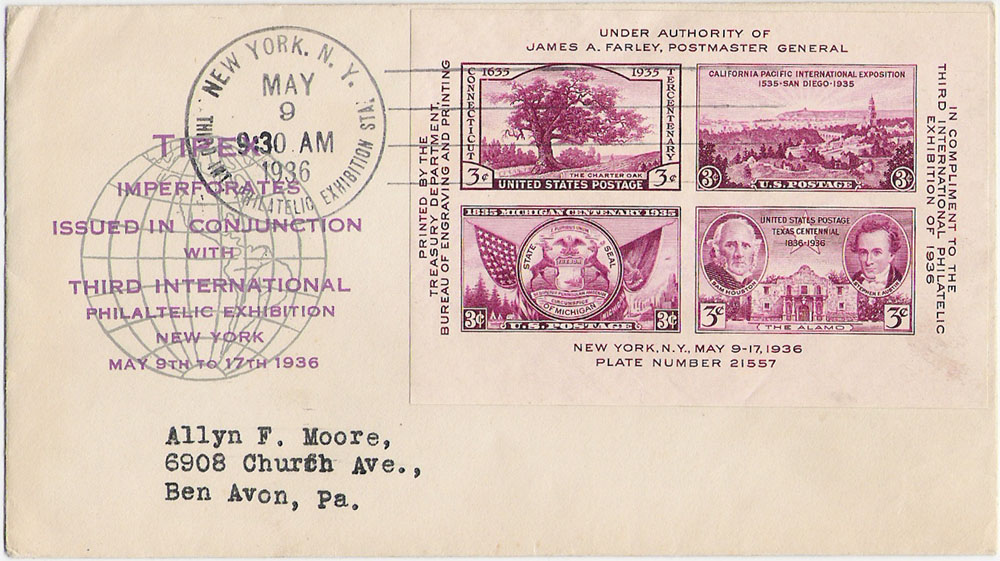 NEW YORK, N. Y.
MAY
9
9:30 AM
1936
PHILATELIC EXHIBITION STA.
IMPERFORATES
ISSUED IN CONJUNCTION
WITH
THIRD INTERNATIONAL
PHILALTELIC EXHIBITION
NEW YORK
MAY 9TH TO 17TH 1936
UNDER AUTHORITY OF
JAMES A. FARLEY, POSTMASTER GENERAL
PRINTED BY THE
TREASURY DEPARTMENT,
BUREAU OF ENGRAVING AND PRINTING
1635 1935
CONNECTICUT
TERCENTENARY
THE CHARTER OAK
3¢ 3¢
UNITED STATES POSTAGE
CALIFORNIA PACIFIC INTERNATIONAL EXPOSITION
1535·SAN DIEGO·1935
3¢ 3¢
U.S. POSTAGE
1835 MICHIGAN CENTENARY 1935
STATE SEAL
OF MICHIGAN
3¢ 3¢
U.S. POSTAGE
UNITED STATES POSTAGE
TEXAS CENTENNIAL
1836·1936
SAM HOUSTON
STEPHEN F. AUSTIN
3¢ 3¢
(THE ALAMO)
IN COMPLIMENT TO THE
THIRD INTERNATIONAL PHILATELIC
EXHIBITION OF 1936
NEW YORK, N.Y., MAY 9-17, 1936
PLATE NUMBER 21557
Allyn F. Moore,
6908 Church Ave.,
Ben Avon, Pa.